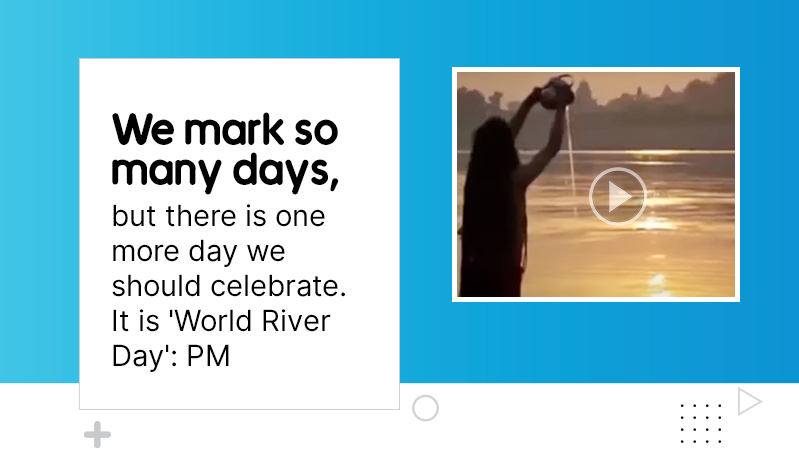 We mark so
many days,
but there is one
more day we
should celebrate.
It is 'World River
Day': PM